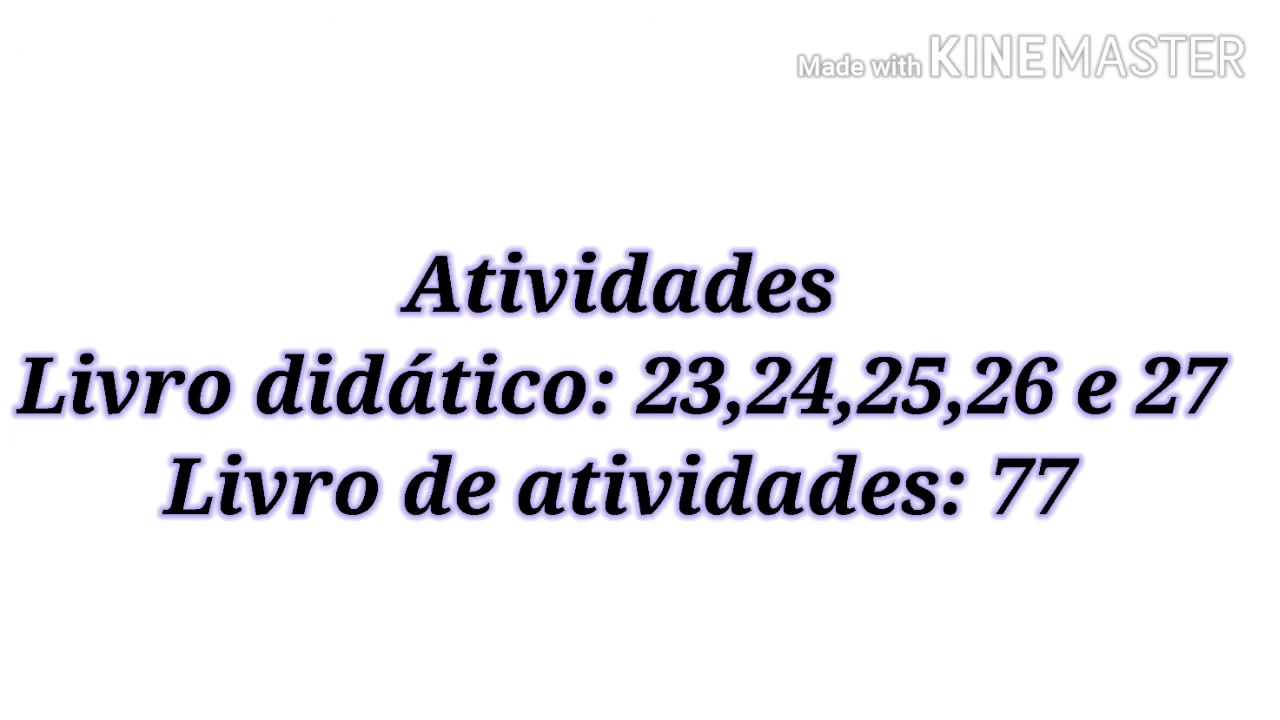 Made with KINEMASTER
Atividades
Livro didático: 23,24,25,26 e 27
Livro de atividades: 77